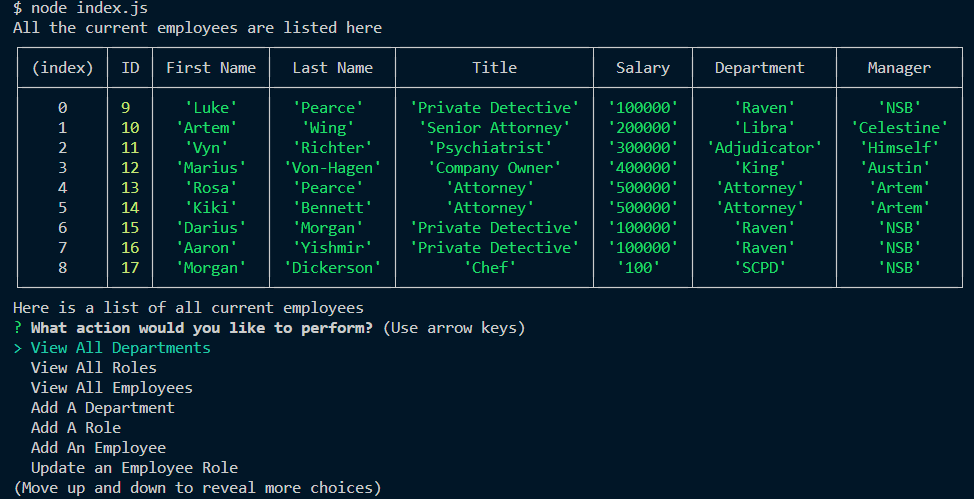 $ node index.js
All the current employees are listed here
(index) ID First Name Last Name Title Salary Department Manager
0 9 'Luke' 'Pearce' 'Private Detective' '100000' 'Raven' 'NSB'
1 10 'Artem' 'Wing' 'Senior Attorney' '200000' 'Libra' 'Celestine'
2 11 'Vyn' 'Richter' 'Psychiatrist' '300000' 'Adjudicator' 'Himself'
3 12 'Marius' 'Von-Hagen' 'Company Owner' '400000' 'King' 'Austin'
4 13 'Rosa' 'Pearce' 'Attorney' '500000' 'Attorney' 'Artem'
5 14 'Kiki' 'Bennett' 'Attorney' '500000' 'Attorney' 'Artem'
6 15 'Darius' 'Morgan' 'Private Detective' '100000' 'Raven' 'NSB'
7 16 'Aaron' 'Yishmir' 'Private Detective' '100000' 'Raven' 'NSB'
8 17 'Morgan' 'Dickerson' 'Chef' '100' 'SCPD' 'NSB'
Here is a list of all current employees
? What action would you like to perform? (Use arrow keys)
> View All Departments
View All Roles
View All Employees
Add A Department
Add A Role
Add An Employee
Update an Employee Role
(Move up and down to reveal more choices)